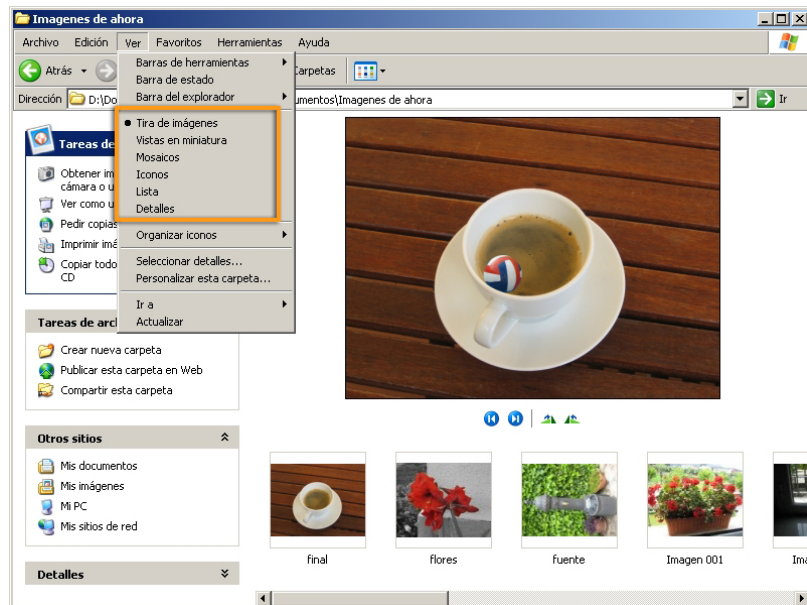 Imagenes de ahora
Archivo Edición Ver Favoritos Herramientas Ayuda
Atrás Carpetas
Dirección D:\Do umentos\Imagenes de ahora Ir
Barras de herramientas
Barra de estado
Barra del explorador
Tira de imágenes
Vistas en miniatura
Mosaicos
Iconos
Lista
Detalles
Organizar iconos
Seleccionar detalles...
Personalizar esta carpeta...
Ir a
Actualizar
Tareas de
Obtener im
cámara o u
Ver como u
Pedir copias
Imprimir imá
Copiar todo
CD
Tareas de arc
Crear nueva carpeta
Publicar esta carpeta en Web
Compartir esta carpeta
Otros sitios
Mis documentos
Mis imágenes
Mi PC
Mis sitios de red
Detalles
final flores fuente Imagen 001 Ima